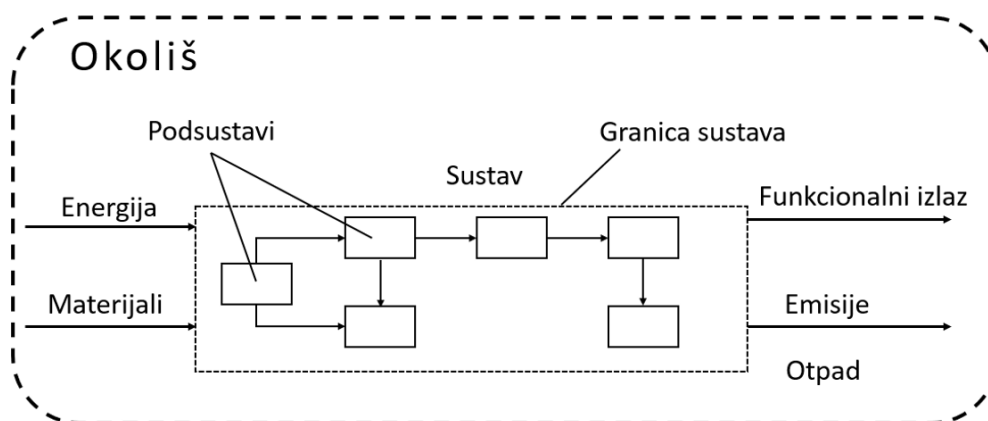 Okoliš
Podsustavi
Granica sustava
Sustav
Energija
Funkcionalni izlaz
Materijali
Emisije
Otpad